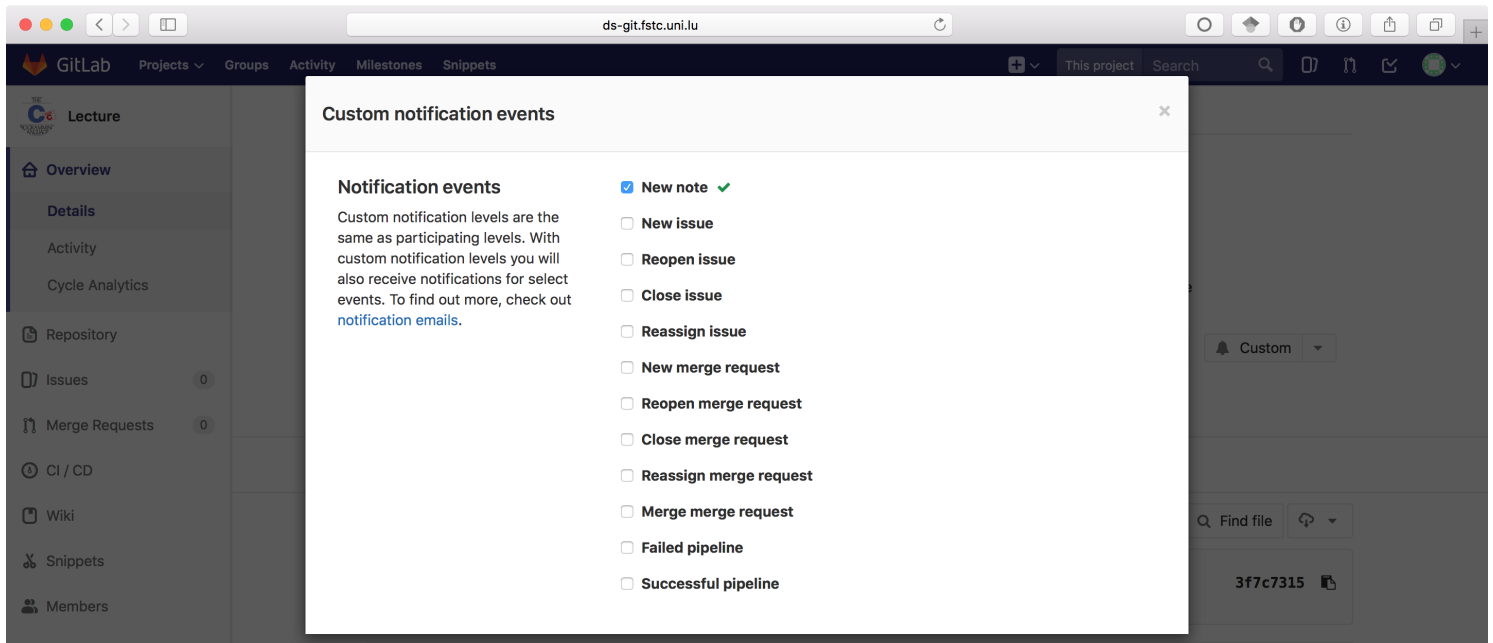 ds-git.fstc.uni.lu
GitLab Projects Groups Activity Milestones Snippets This project Search
THE
C
PROGRAMMING
LANGUAGE
Lecture
Overview
Details
Activity
Cycle Analytics
Repository
Issues 0
Merge Requests 0
CI / CD
Wiki
Snippets
Members
Custom notification events
Notification events
Custom notification levels are the
same as participating levels. With
custom notification levels you will
also receive notifications for select
events. To find out more, check out
notification emails.
New note
New issue
Reopen issue
Close issue
Reassign issue
New merge request
Reopen merge request
Close merge request
Reassign merge request
Merge merge request
Failed pipeline
Successful pipeline
Custom
Find file
3f7c7315